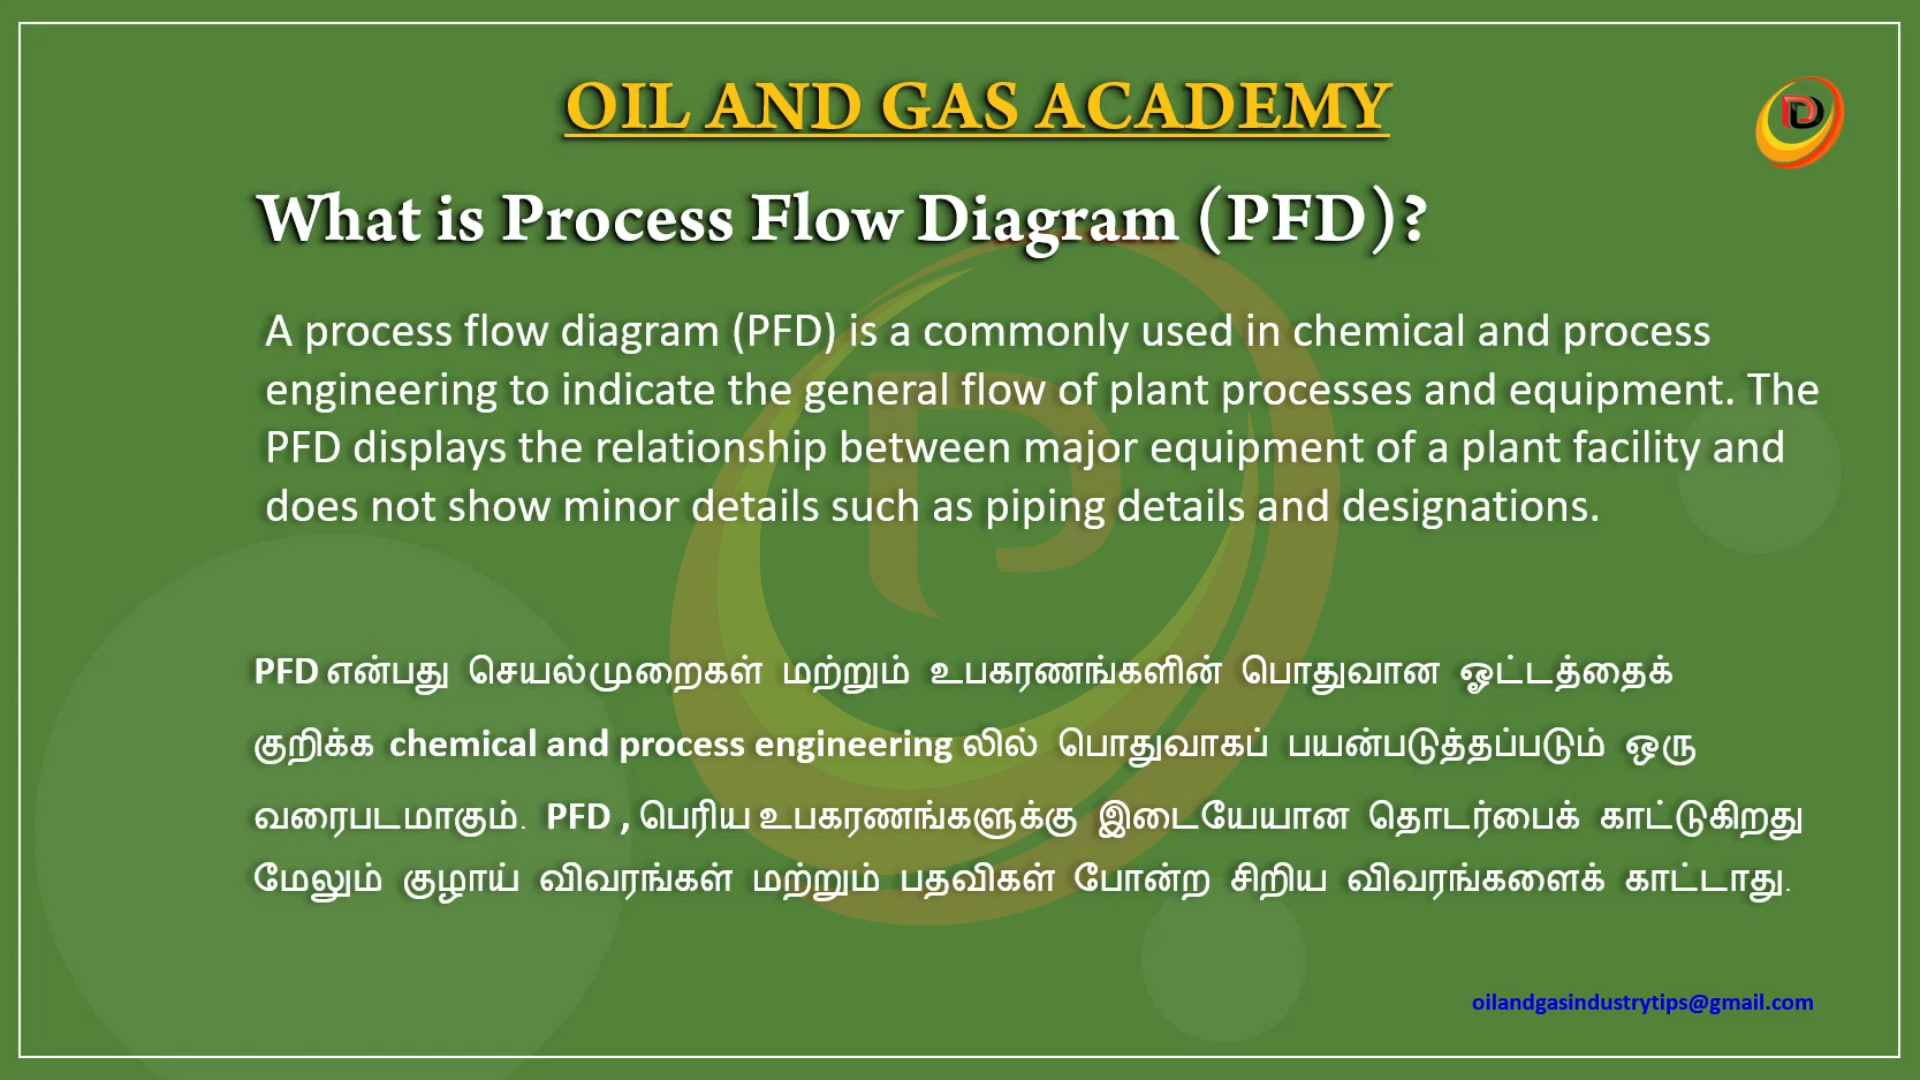 OIL AND GAS ACADEMY
What is Process Flow Diagram (PFD)?
A process flow diagram (PFD) is a commonly used in chemical and process
engineering to indicate the general flow of plant processes and equipment. The
PFD displays the relationship between major equipment of a plant facility and
does not show minor details such as piping details and designations.
PFD என்பது செயல்முறைகள் மற்றும் உபகரணங்களின் பொதுவான ஓட்டத்தைக்
குறிக்க chemical and process engineering லில் பொதுவாகப் பயன்படுத்தப்படும் ஒரு
வரைபடமாகும். PFD , பெரிய உபகரணங்களுக்கு இடையேயான தொடர்பைக் காட்டுகிறது
மேலும் குழாய் விவரங்கள் மற்றும் பதவிகள் போன்ற சிறிய விவரங்களைக் காட்டாது.
oilandgasindustrytips@gmail.com